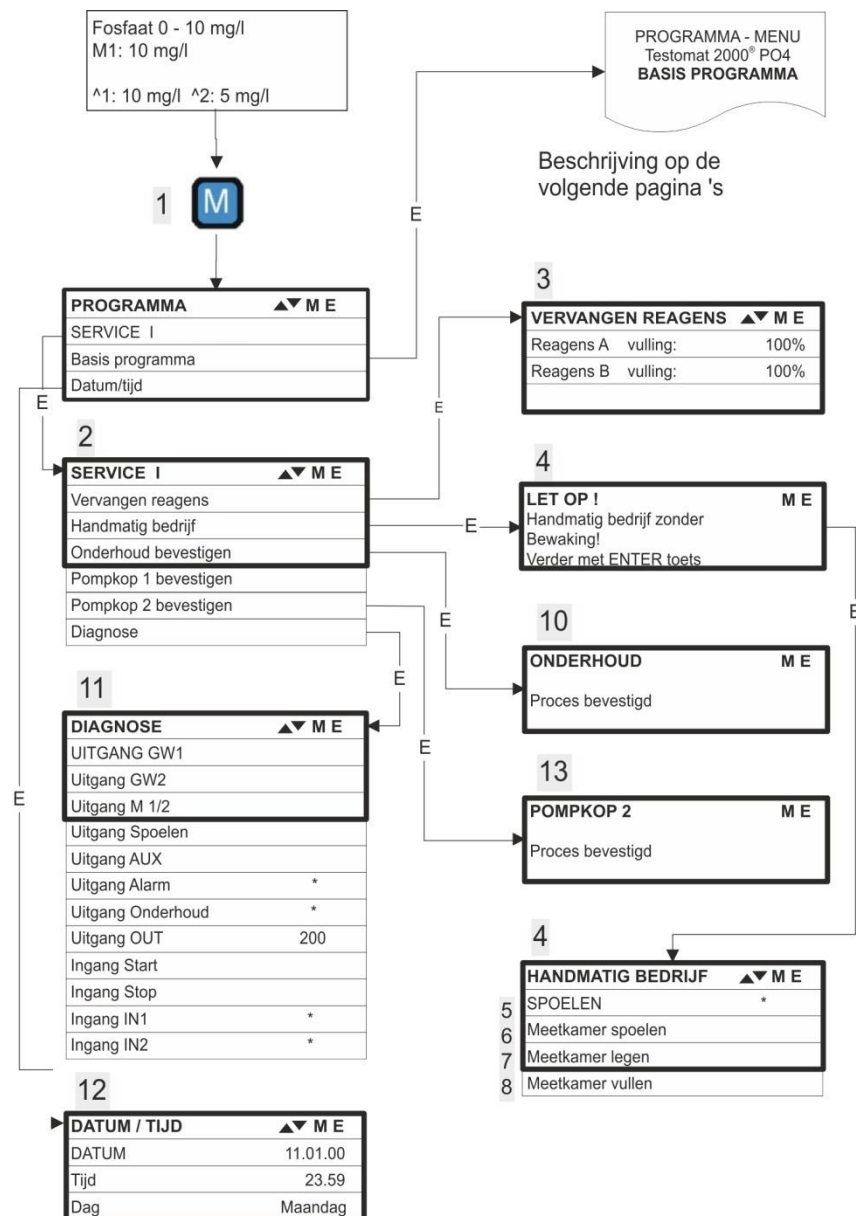 Fosfaat 0 - 10 mg/l
M1: 10 mg/l
^1: 10 mg/l ^2: 5 mg/l
PROGRAMMA - MENU
Testomat 2000® PO4
BASIS PROGRAMMA
Beschrijving op de
volgende pagina 's
1
M
E
PROGRAMMA ▲▼ M E
SERVICE I
Basis programma
Datum/tijd
E
3
VERVANGEN REAGENS ▲▼ M E
Reagens A vulling: 100%
Reagens B vulling: 100%
E
2
SERVICE I ▲▼ M E
Vervangen reagens
Handmatig bedrijf
Onderhoud bevestigen
Pompkop 1 bevestigen
Pompkop 2 bevestigen
Diagnose
E
4
LET OP ! M E
Handmatig bedrijf zonder
Bewaking!
Verder met ENTER toets
E
E
10
ONDERHOUD M E
Proces bevestigd
E
11
DIAGNOSE ▲▼ M E
UITGANG GW1
Uitgang GW2
Uitgang M 1/2
Uitgang Spoelen
Uitgang AUX
Uitgang Alarm *
Uitgang Onderhoud *
Uitgang OUT 200
Ingang Start
Ingang Stop
Ingang IN1 *
Ingang IN2 *
E
E
13
POMPKOP 2 M E
Proces bevestigd
4
HANDMATIG BEDRIJF ▲▼ M E
5 SPOELEN *
6 Meetkamer spoelen
7 Meetkamer legen
8 Meetkamer vullen
12
DATUM / TIJD ▲▼ M E
DATUM 11.01.00
Tijd 23.59
Dag Maandag